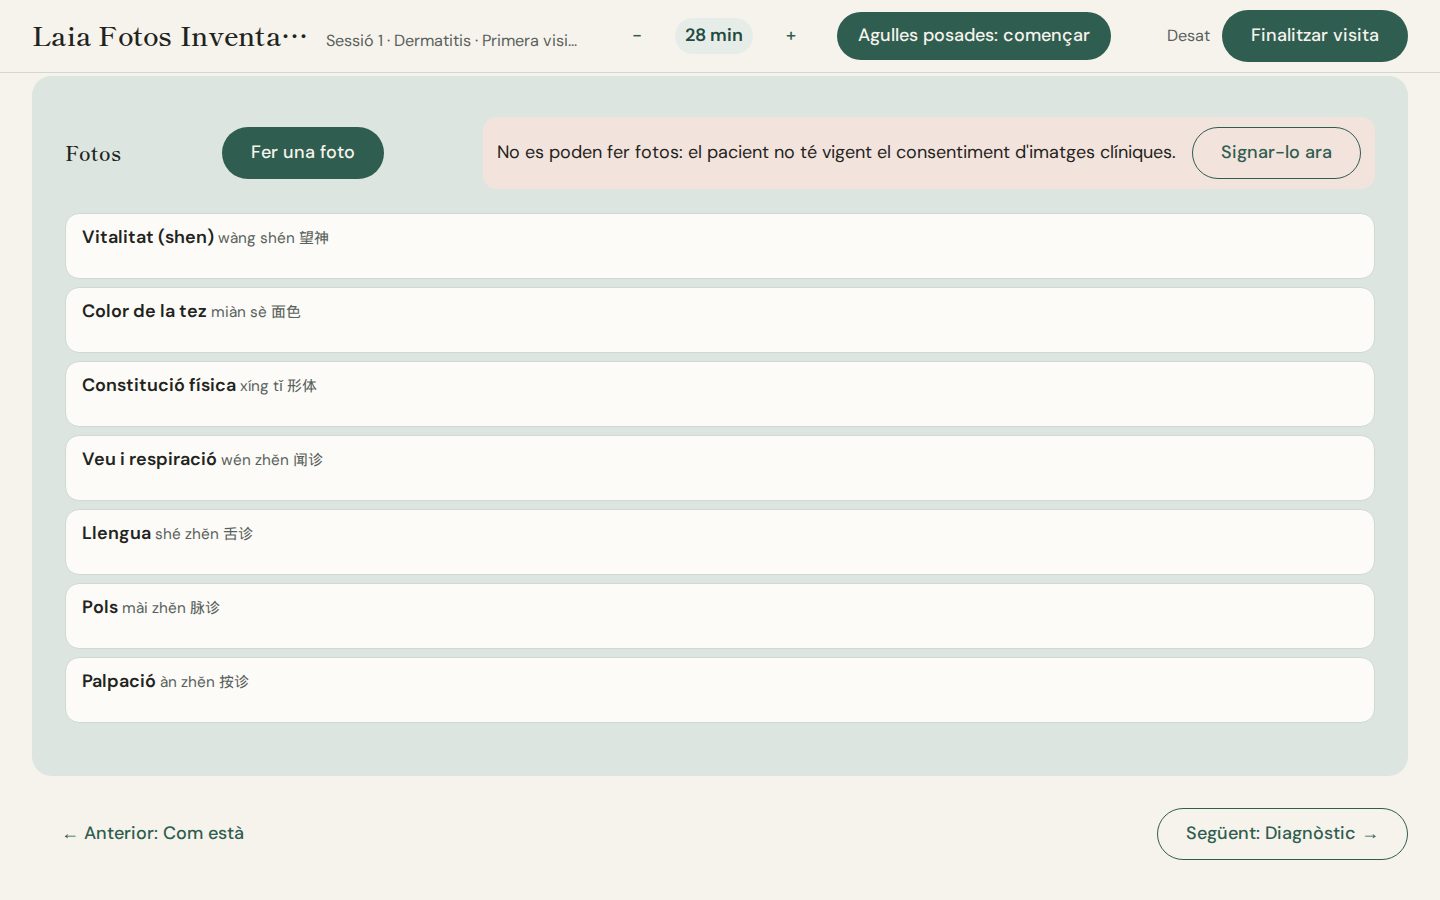 Laia Fotos Inventa···
Sessió 1 · Dermatitis · Primera visi...
−
28 min
+
Agulles posades: començar
Desat
Finalitzar visita
Fotos
Fer una foto
No es poden fer fotos: el pacient no té vigent el consentiment d'imatges clíniques.
Signar-lo ara
Vitalitat (shen) wàng shén 望神
Color de la tez miàn sè 面色
Constitució física xíng tǐ 形体
Veu i respiració wén zhěn 闻诊
Llengua shé zhěn 舌诊
Pols mài zhěn 脉诊
Palpació àn zhěn 按诊
← Anterior: Com està
Següent: Diagnòstic →